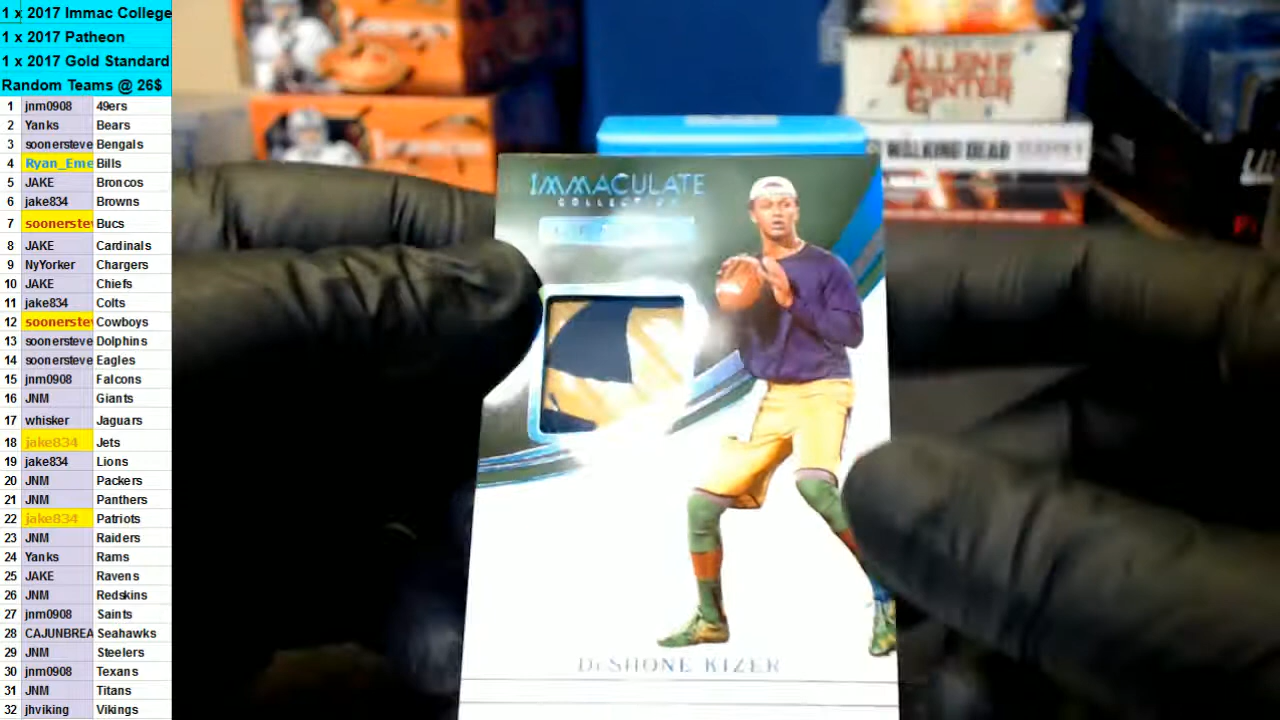 1 x 2017 Immac College
1 x 2017 Patheon
1 x 2017 Gold Standard
Random Teams @ 26$
1 jnm0908 49ers
2 Yanks Bears
3 soonersteve Bengals
4 Ryan_Eme Bills
5 JAKE Broncos
6 jake834 Browns
7 soonerstev Bucs
8 JAKE Cardinals
9 NyYorker Chargers
10 JAKE Chiefs
11 jake834 Colts
12 soonerstev Cowboys
13 soonersteve Dolphins
14 soonersteve Eagles
15 jnm0908 Falcons
16 JNM Giants
17 whisker Jaguars
18 jake834 Jets
19 jake834 Lions
20 JNM Packers
21 JNM Panthers
22 jake834 Patriots
23 JNM Raiders
24 Yanks Rams
25 JAKE Ravens
26 JNM Redskins
27 jnm0908 Saints
28 CAJUNBREA Seahawks
29 JNM Steelers
30 jnm0908 Texans
31 JNM Titans
32 jhviking Vikings
IMMACULATE
COLLECTION
DeSHONE KIZER
ALLEN &
GINTER
WALKING DEAD